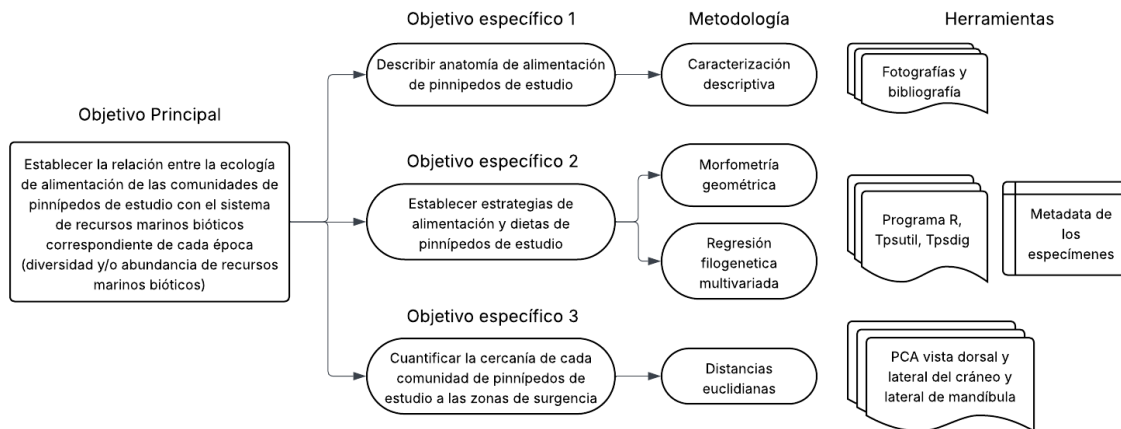 Objetivo específico 1
Metodología
Herramientas
Describir anatomía de alimentación
de pinnipedos de estudio
Caracterización
descriptiva
Fotografías y
bibliografía
Objetivo Principal
Establecer la relación entre la ecología
de alimentación de las comunidades de
pinnípedos de estudio con el sistema
de recursos marinos bióticos
correspondiente de cada época
(diversidad y/o abundancia de recursos
marinos bióticos)
Objetivo específico 2
Establecer estrategias de
alimentación y dietas de
pinnípedos de estudio
Morfometría
geométrica
Regresión
filogenetica
multivariada
Programa R,
Tpsutil, Tpsdig
Metadata de
los
especímenes
Objetivo específico 3
Cuantificar la cercanía de cada
comunidad de pinnípedos de
estudio a las zonas de surgencia
Distancias
euclidianas
PCA vista dorsal y
lateral del cráneo y
lateral de mandíbula